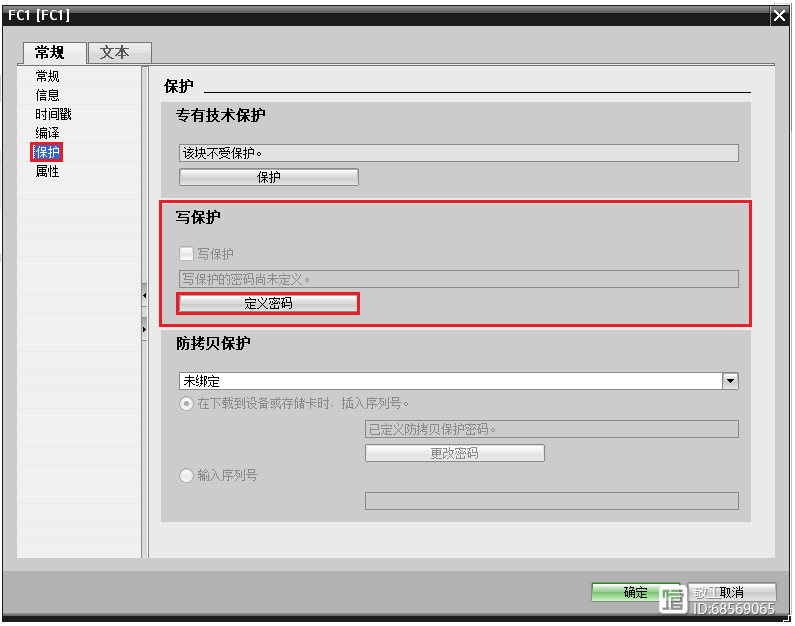 FC1 [FC1]
常规 文本
常规
信息
时间戳
编译
保护
属性
保护
专有技术保护
该块不受保护。
保护
写保护
写保护
写保护的密码尚未定义。
定义密码
防拷贝保护
未绑定
在下载到设备或存储卡时，插入序列号。
已定义防拷贝保护密码。
更改密码
输入序列号
确定 取消
敬工
ID:68569065